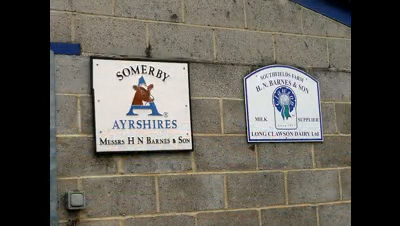 SOMERBY
A
®
AYRSHIRES
MESSRS H N BARNES & SON
SOUTHFIELDS FARM
H. N. BARNES & SON
MILK SUPPLIER
LONG CLAWSON DAIRY Ltd